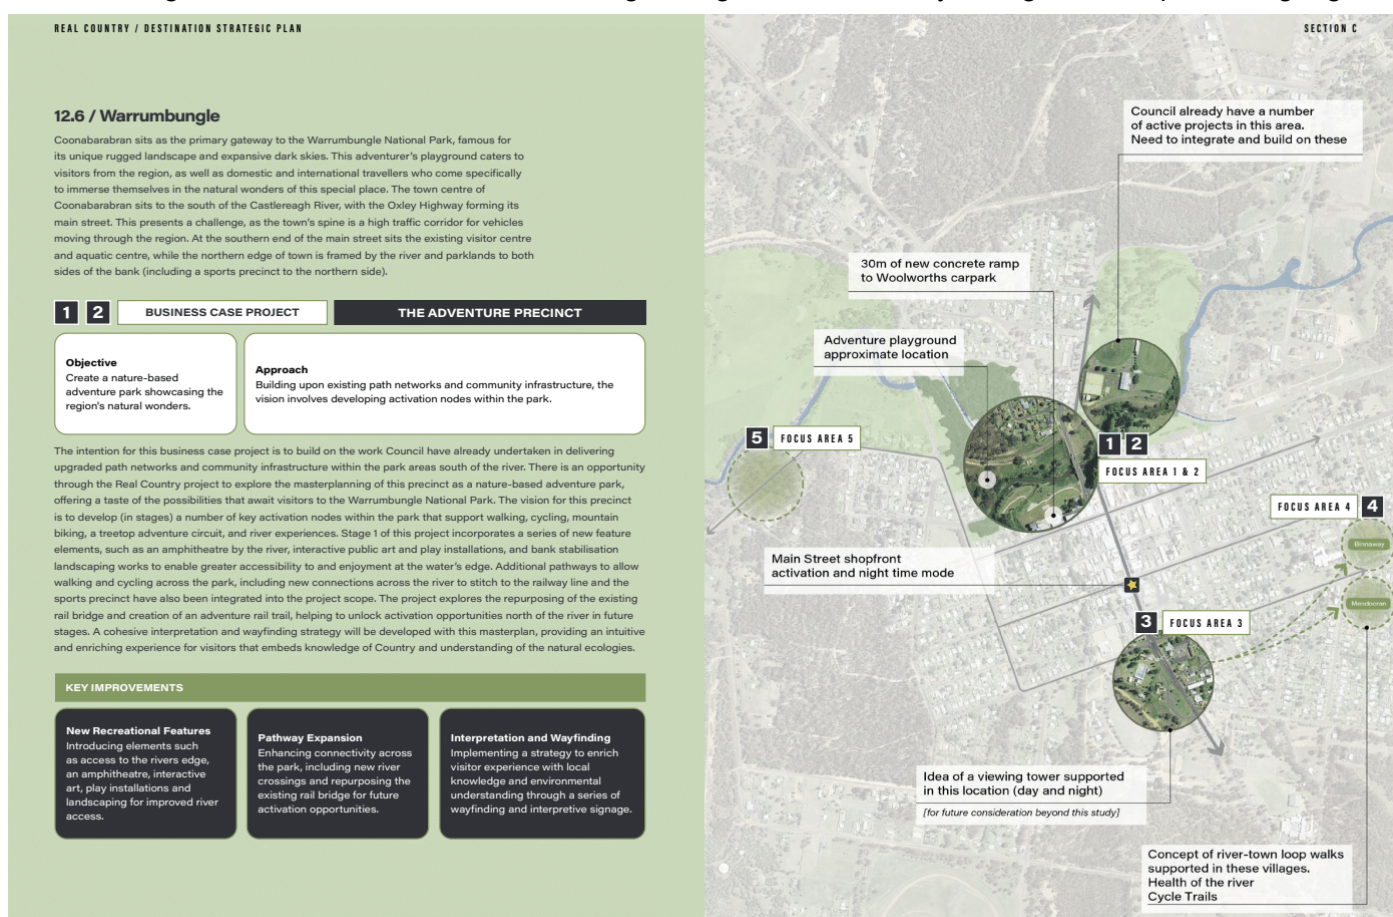 REAL COUNTRY / DESTINATION STRATEGIC PLAN
SECTION C
12.6 / Warrumbungle
Coonabarabran sits as the primary gateway to the Warrumbungle National Park, famous for
its unique rugged landscape and expansive dark skies. This adventurer's playground caters to
visitors from the region, as well as domestic and international travellers who come specifically
to immerse themselves in the natural wonders of this special place. The town centre of
Coonabarabran sits to the south of the Castlereagh River, with the Oxley Highway forming its
main street. This presents a challenge, as the town's spine is a high traffic corridor for vehicles
moving through the region. At the southern end of the main street sits the existing visitor centre
and aquatic centre, while the northern edge of town is framed by the river and parklands to both
sides of the bank (including a sports precinct to the northern side).
1 2 BUSINESS CASE PROJECT THE ADVENTURE PRECINCT
Objective
Create a nature-based
adventure park showcasing the
region's natural wonders.
Approach
Building upon existing path networks and community infrastructure, the
vision involves developing activation nodes within the park.
The intention for this business case project is to build on the work Council have already undertaken in delivering
upgraded path networks and community infrastructure within the park areas south of the river. There is an opportunity
through the Real Country project to explore the masterplanning of this precinct as a nature-based adventure park,
offering a taste of the possibilities that await visitors to the Warrumbungle National Park. The vision for this precinct
is to develop (in stages) a number of key activation nodes within the park that support walking, cycling, mountain
biking, a treetop adventure circuit, and river experiences. Stage 1 of this project incorporates a series of new feature
elements, such as an amphitheatre by the river, interactive public art and play installations, and bank stabilisation
landscaping works to enable greater accessibility to and enjoyment at the water's edge. Additional pathways to allow
walking and cycling across the park, including new connections across the river to stitch to the railway line and the
sports precinct have also been integrated into the project scope. The project explores the repurposing of the existing
rail bridge and creation of an adventure rail trail, helping to unlock activation opportunities north of the river in future
stages. A cohesive interpretation and wayfinding strategy will be developed with this masterplan, providing an intuitive
and enriching experience for visitors that embeds knowledge of Country and understanding of the natural ecologies.
KEY IMPROVEMENTS
New Recreational Features
Introducing elements such
as access to the rivers edge,
an amphitheatre, interactive
art, play installations and
landscaping for improved river
access.
Pathway Expansion
Enhancing connectivity across
the park, including new river
crossings and repurposing the
existing rail bridge for future
activation opportunities.
Interpretation and Wayfinding
Implementing a strategy to enrich
visitor experience with local
knowledge and environmental
understanding through a series of
wayfinding and interpretive signage.
Council already have a number
of active projects in this area.
Need to integrate and build on these
30m of new concrete ramp
to Woolworths carpark
Adventure playground
approximate location
5 FOCUS AREA 5
1 2
FOCUS AREA 1 & 2
FOCUS AREA 4 4
Binnaway
Mendooran
Main Street shopfront
activation and night time mode
3 FOCUS AREA 3
Idea of a viewing tower supported
in this location (day and night)
[for future consideration beyond this study]
Concept of river-town loop walks
supported in these villages.
Health of the river
Cycle Trails